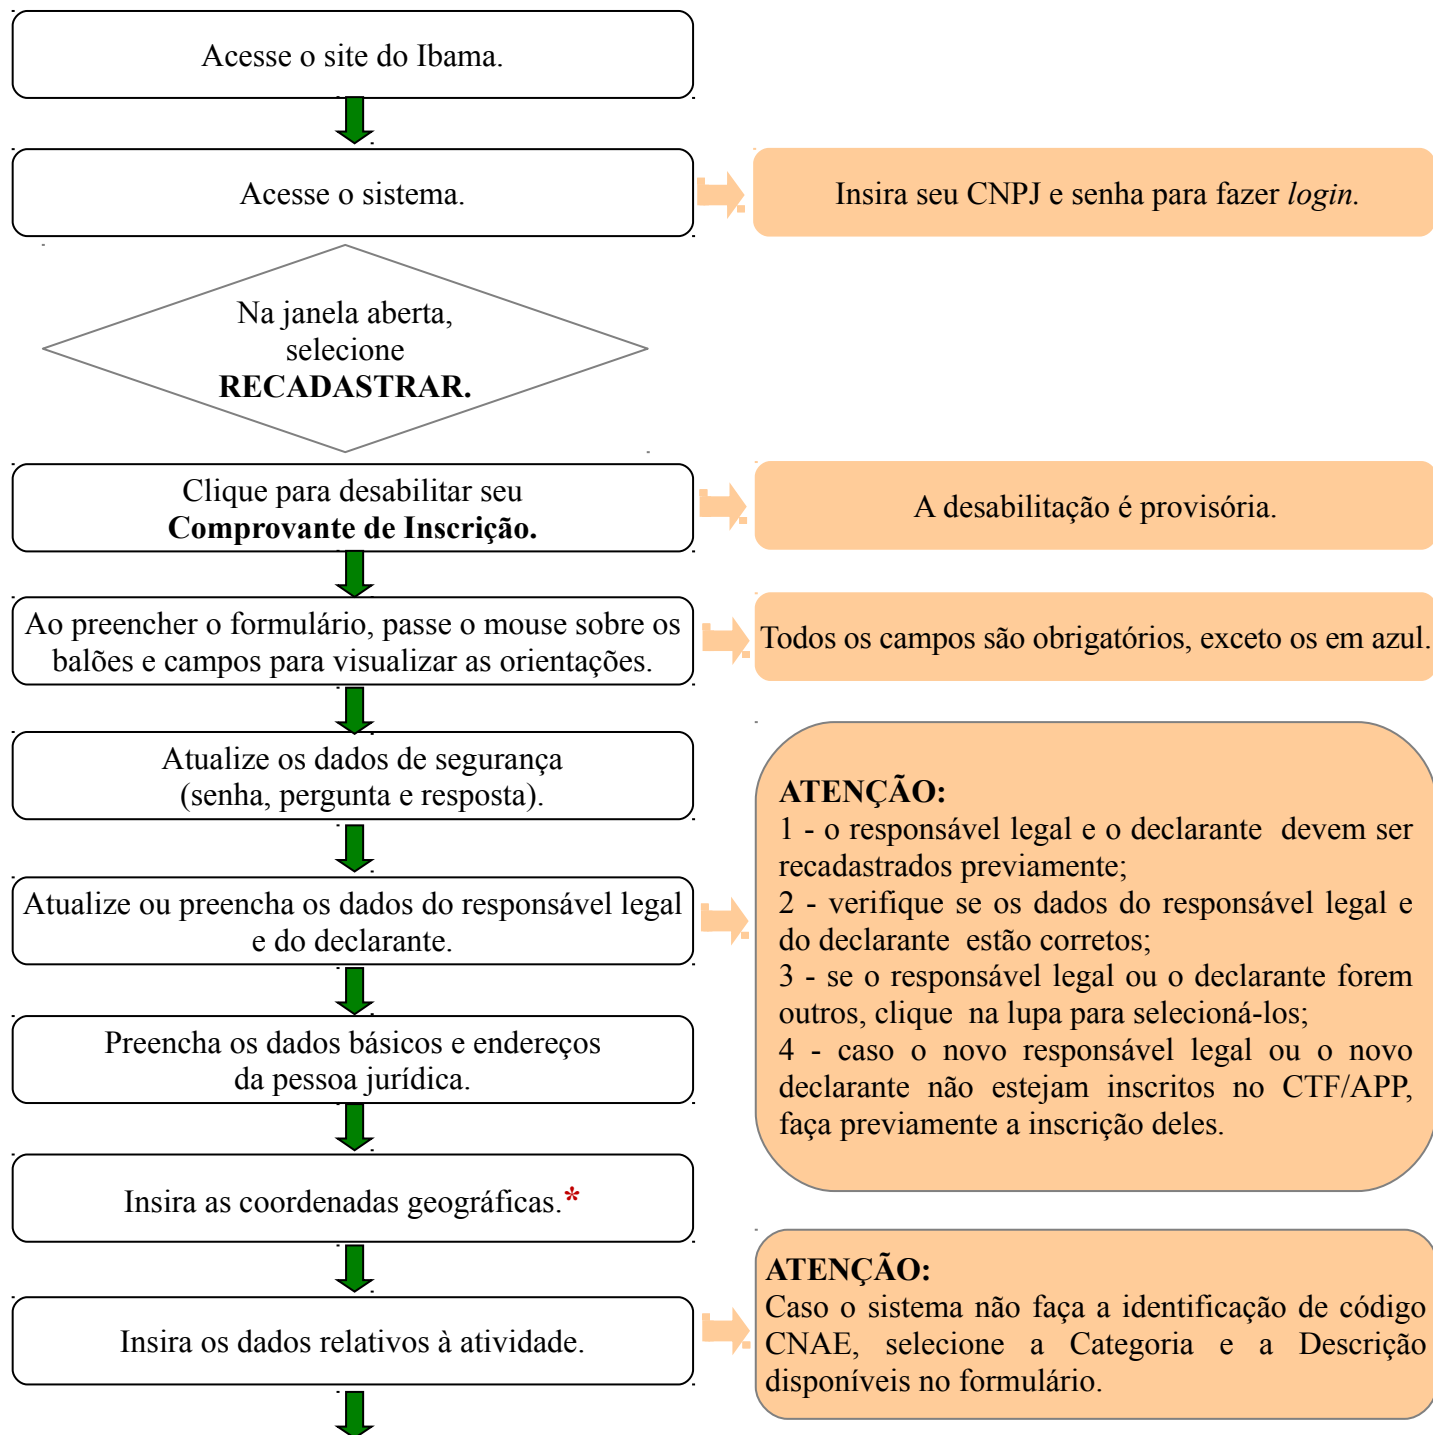 Acesse o site do Ibama.
Acesse o sistema.
Insira seu CNPJ e senha para fazer login.
Na janela aberta,
selecione
RECADASTRAR.
Clique para desabilitar seu
Comprovante de Inscrição.
A desabilitação é provisória.
Ao preencher o formulário, passe o mouse sobre os
balões e campos para visualizar as orientações.
Todos os campos são obrigatórios, exceto os em azul.
Atualize os dados de segurança
(senha, pergunta e resposta).
Atualize ou preencha os dados do responsável legal
e do declarante.
ATENÇÃO:
1 - o responsável legal e o declarante devem ser
recadastrados previamente;
2 - verifique se os dados do responsável legal e
do declarante estão corretos;
3 - se o responsável legal ou o declarante forem
outros, clique na lupa para selecioná-los;
4 - caso o novo responsável legal ou o novo
declarante não estejam inscritos no CTF/APP,
faça previamente a inscrição deles.
Preencha os dados básicos e endereços
da pessoa jurídica.
Insira as coordenadas geográficas.*
Insira os dados relativos à atividade.
ATENÇÃO:
Caso o sistema não faça a identificação de código
CNAE, selecione a Categoria e a Descrição
disponíveis no formulário.